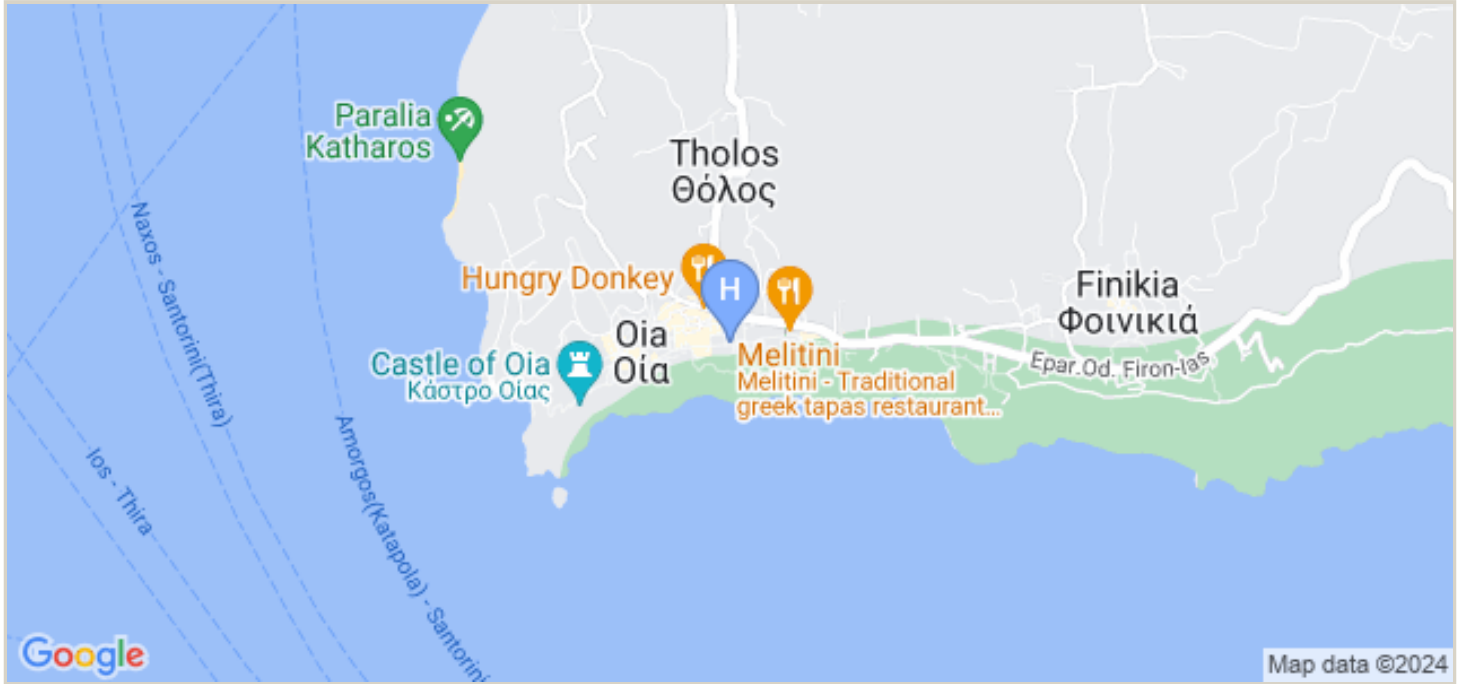 Paralia
Katharos
Tholos
Θόλος
Naxos - Santorini(Thira)
Hungry Donkey
H
Finikia
Φοινικιά
Oia
Οία
Castle of Oia
Κάστρο Οίας
Melitini
Melitini - Traditional
greek tapas restaurant...
Epar.Od. Firon-Ias
Ios - Thira
Amorgos(Katapola) - Santorini
Google
Map data ©2024